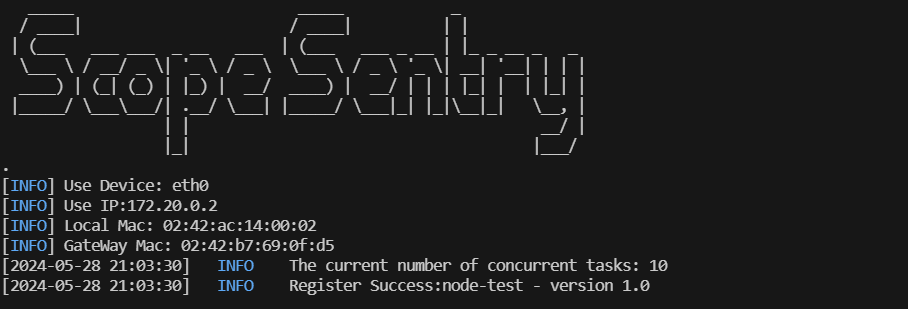 Scope Sentry
.
[INFO] Use Device: eth0
[INFO] Use IP:172.20.0.2
[INFO] Local Mac: 02:42:ac:14:00:02
[INFO] GateWay Mac: 02:42:b7:69:0f:d5
[2024-05-28 21:03:30] INFO The current number of concurrent tasks: 10
[2024-05-28 21:03:30] INFO Register Success:node-test - version 1.0